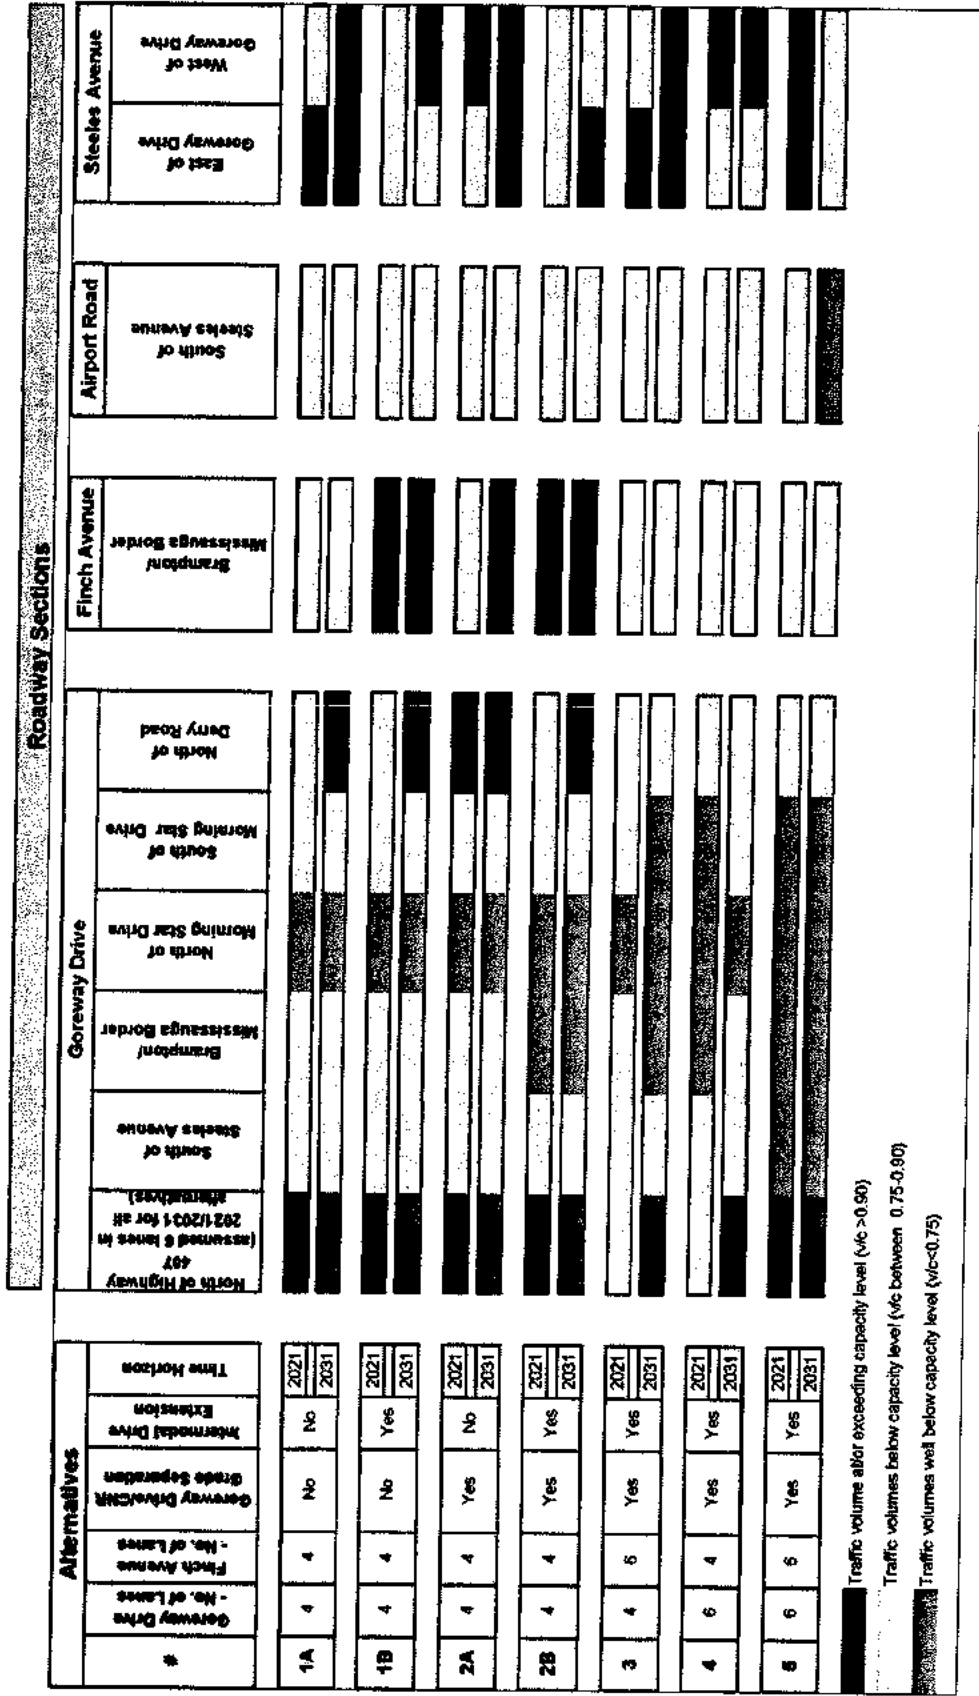 Roadway Sections
Alternatives
Goreway Drive
Finch Avenue
Airport Road
Steeles Avenue
#
Goreway Drive
- No. of Lanes
Finch Avenue
- No. of Lanes
Goreway Drive/CNR
Grade Separation
Intermodal Drive
Extension
Time Horizon
North of Highway
407
(assumed 6 lanes in
2021/2031 for all
alternatives)
South of
Steeles Avenue
Brampton/
Mississauga Border
North of
Morning Star Drive
South of
Morning Star Drive
North of
Derry Road
Brampton/
Mississauga Border
South of
Steeles Avenue
East of
Goreway Drive
West of
Goreway Drive
1A 4 4 No No 2021
2031
1B 4 4 No Yes 2021
2031
2A 4 4 Yes No 2021
2031
2B 4 4 Yes Yes 2021
2031
3 4 6 Yes Yes 2021
2031
4 6 4 Yes Yes 2021
2031
5 6 6 Yes Yes 2021
2031
Traffic volume at/or exceeding capacity level (v/c >0.90)
Traffic volumes below capacity level (v/c between 0.75-0.90)
Traffic volumes well below capacity level (v/c<0.75)